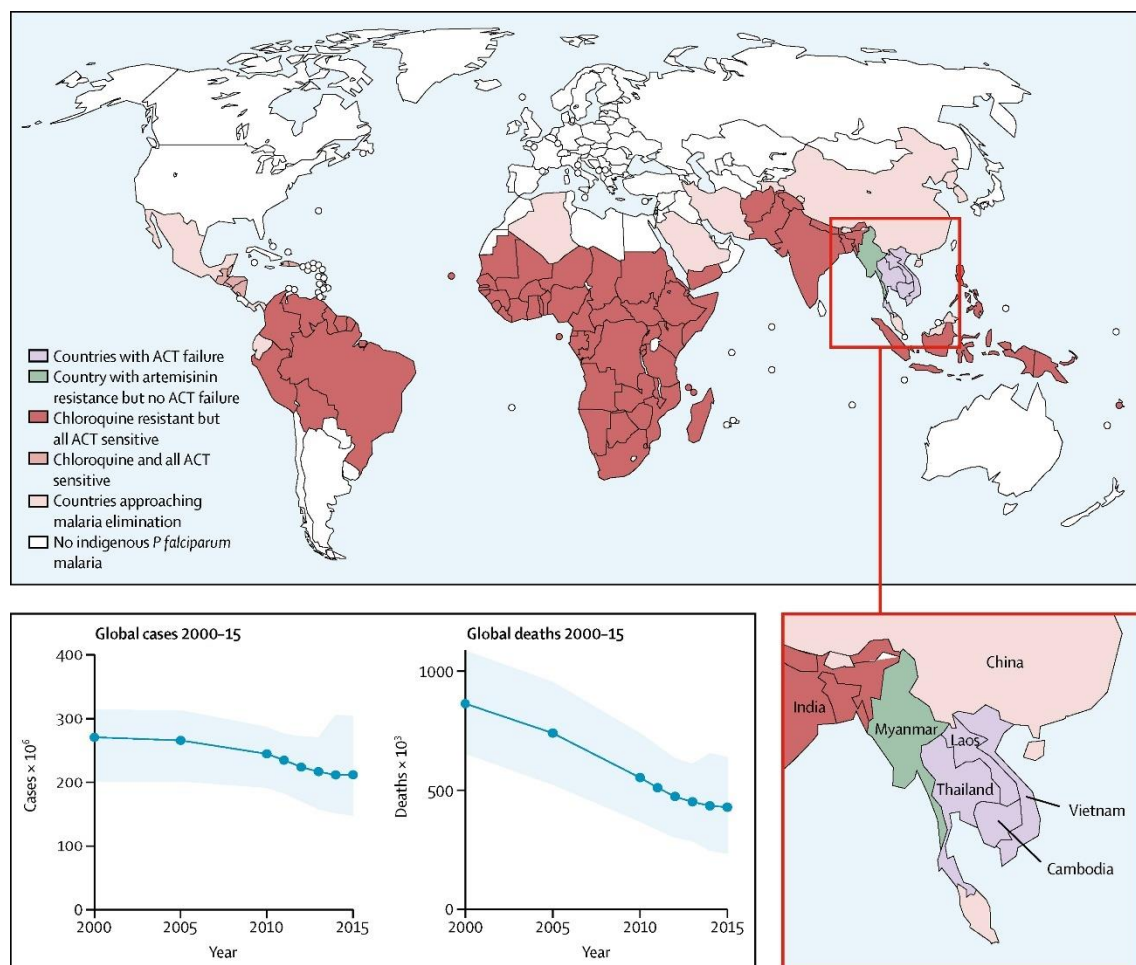 Countries with ACT failure
Country with artemisinin
resistance but no ACT failure
Chloroquine resistant but
all ACT sensitive
Chloroquine and all ACT
sensitive
Countries approaching
malaria elimination
No indigenous P falciparum
malaria
Global cases 2000–15
400
300
200
100
0
Cases × 10⁶
2000
2005
2010
2015
Year
Global deaths 2000–15
1000
500
0
Deaths × 10³
2000
2005
2010
2015
Year
China
India
Myanmar
Laos
Thailand
Vietnam
Cambodia